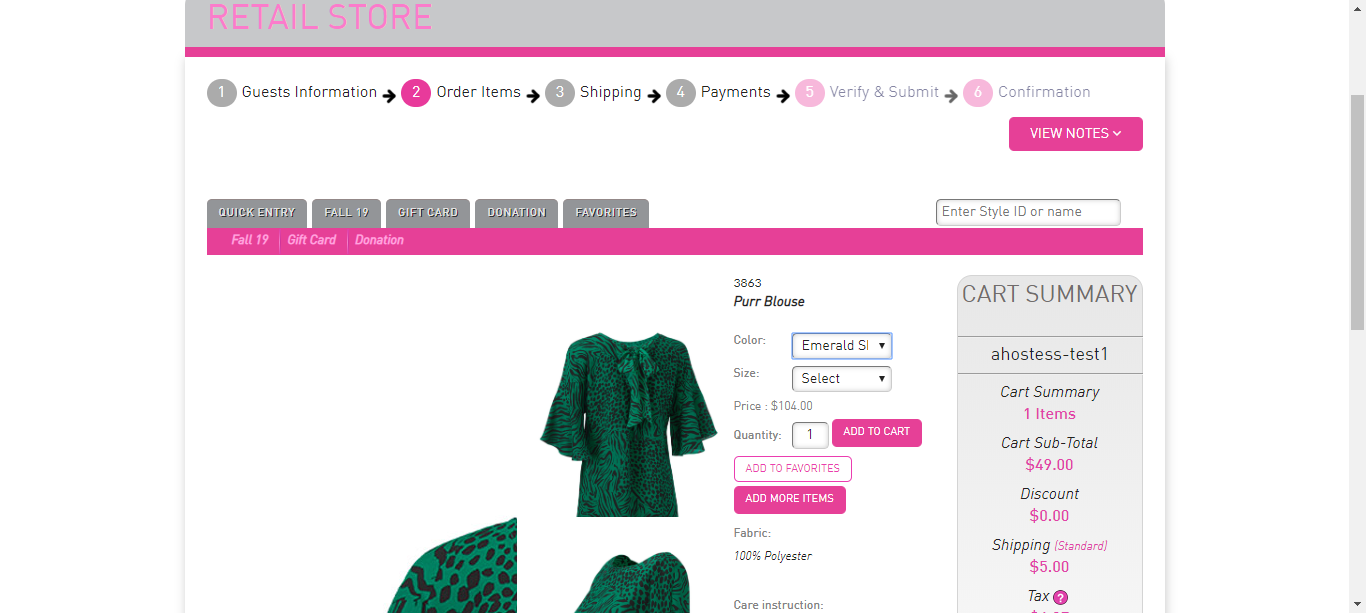 RETAIL STORE
1 Guests Information 2 Order Items 3 Shipping 4 Payments 5 Verify & Submit 6 Confirmation
VIEW NOTES
QUICK ENTRY FALL 19 GIFT CARD DONATION FAVORITES
Enter Style ID or name
Fall 19 Gift Card Donation
3863
Purr Blouse
Color: Emerald
Size: Select
Price : $104.00
Quantity: 1 ADD TO CART
ADD TO FAVORITES
ADD MORE ITEMS
Fabric:
100% Polyester
Care instruction:
CART SUMMARY
ahostess-test1
Cart Summary
1 Items
Cart Sub-Total
$49.00
Discount
$0.00
Shipping (Standard)
$5.00
Tax ?